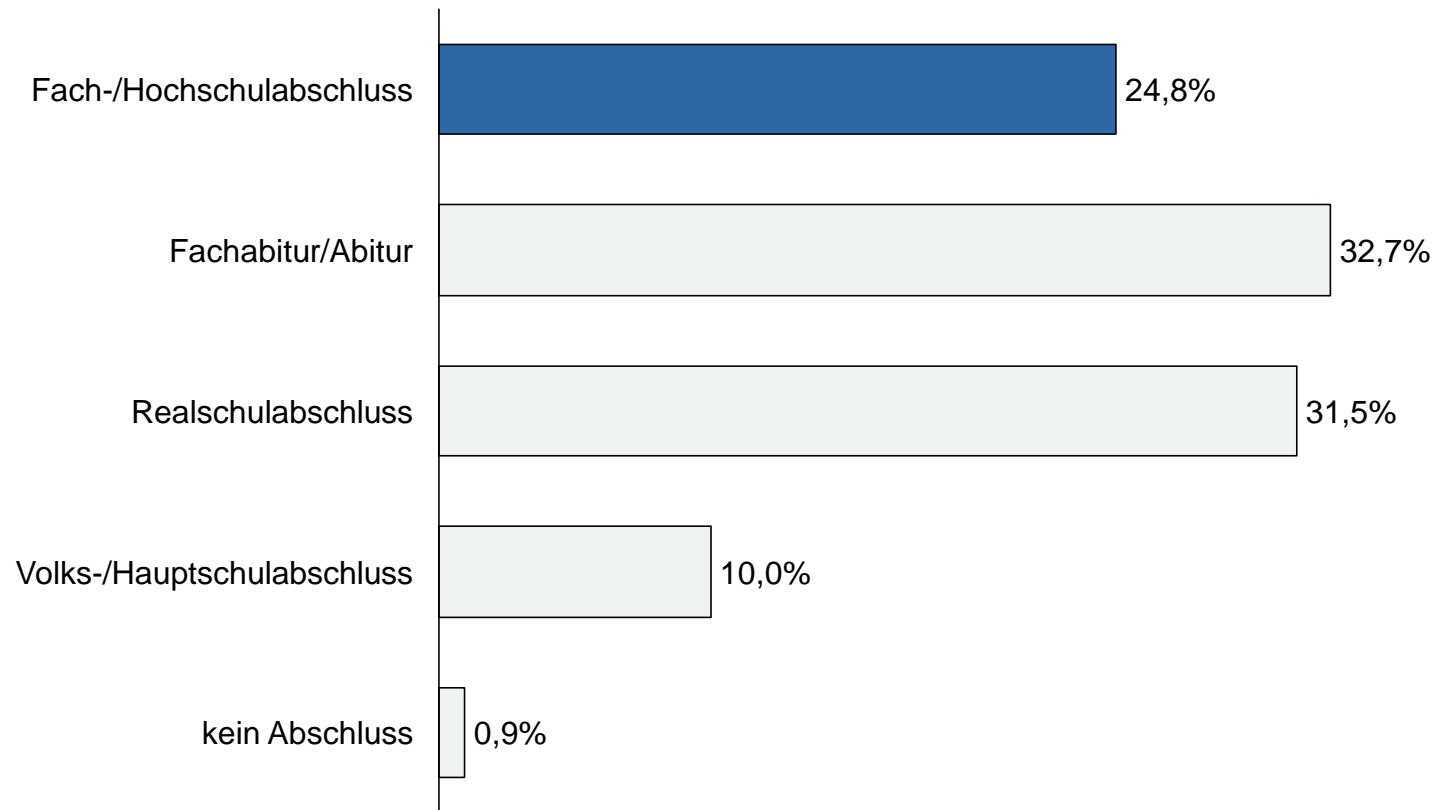 Fach-/Hochschulabschluss 24,8%
Fachabitur/Abitur 32,7%
Realschulabschluss 31,5%
Volks-/Hauptschulabschluss 10,0%
kein Abschluss 0,9%